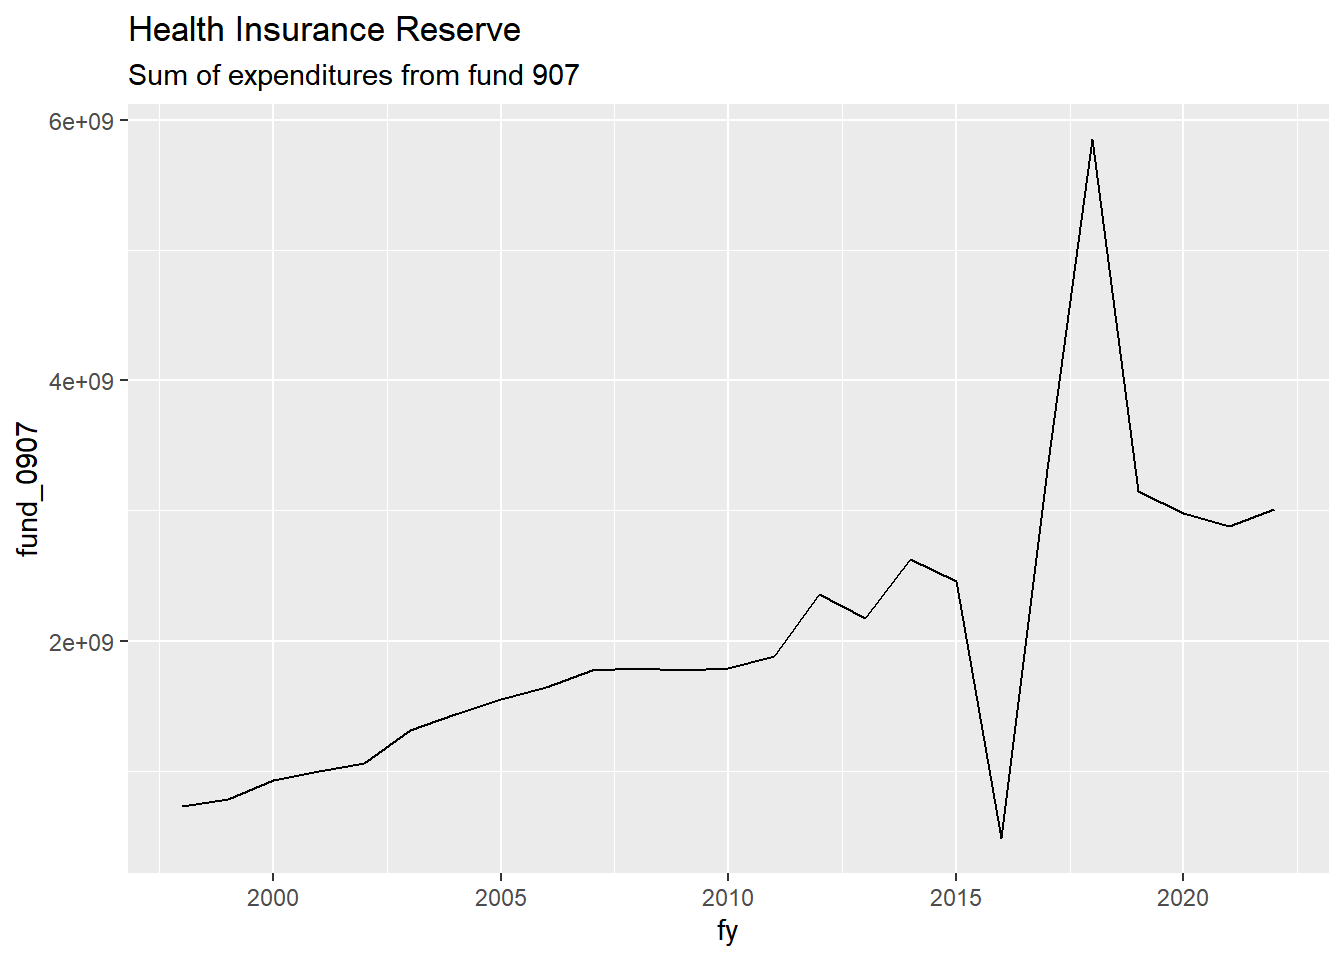 Health Insurance Reserve
Sum of expenditures from fund 907
6e+09
4e+09
2e+09
fund_0907
2000 2005 2010 2015 2020
fy